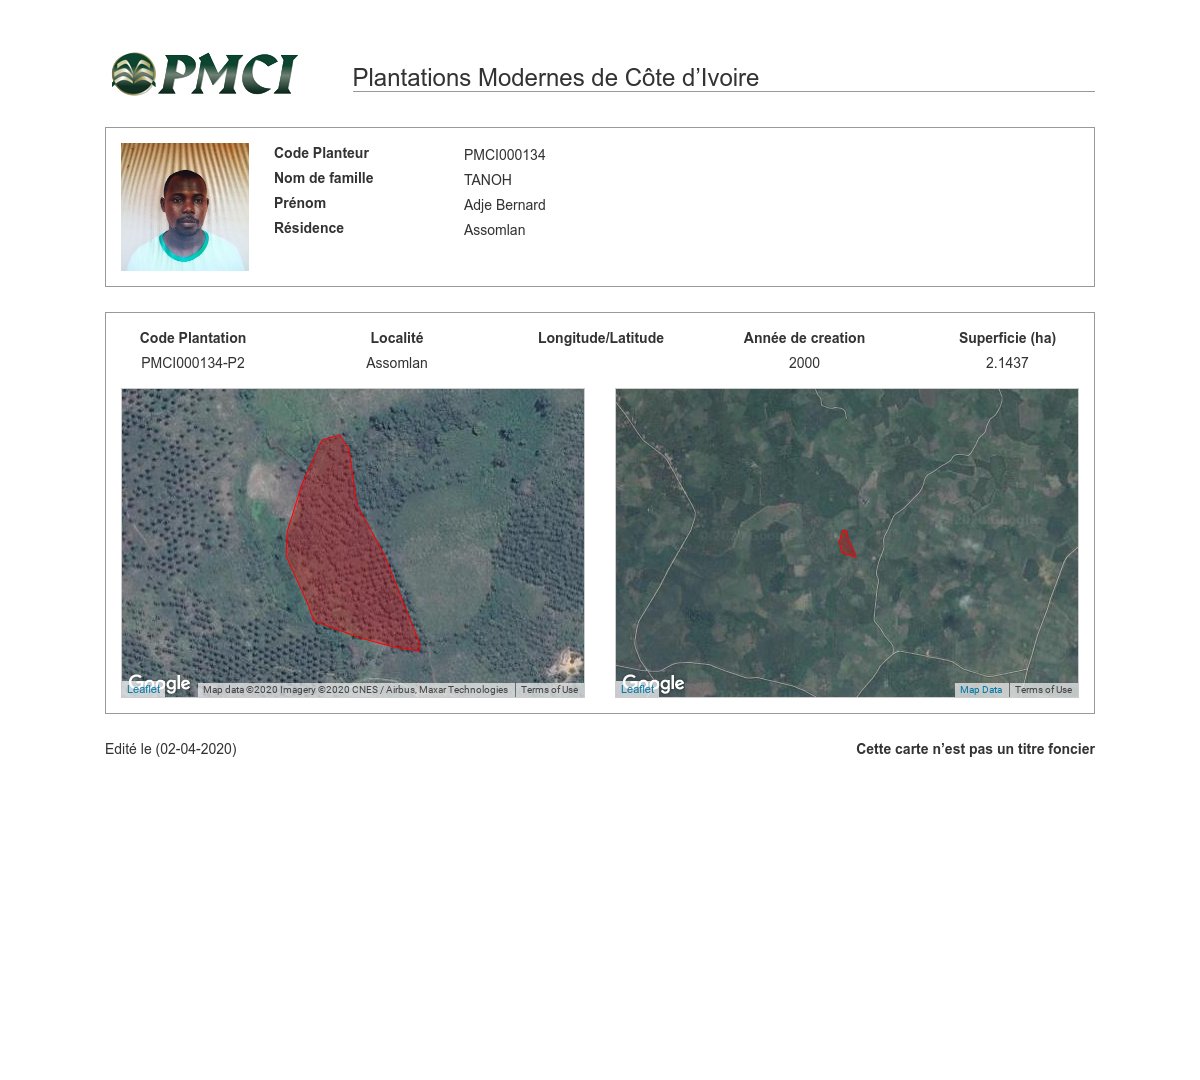 PMCI
Plantations Modernes de Côte d’Ivoire
Code Planteur PMCI000134
Nom de famille TANOH
Prénom Adje Bernard
Résidence Assomlan
Code Plantation Localité Longitude/Latitude Année de creation Superficie (ha)
PMCI000134-P2 Assomlan 2000 2.1437
Google
Leaflet
Map data ©2020 Imagery ©2020 CNES / Airbus, Maxar Technologies Terms of Use
Google
Leaflet
Map Data Terms of Use
Edité le (02-04-2020) Cette carte n’est pas un titre foncier